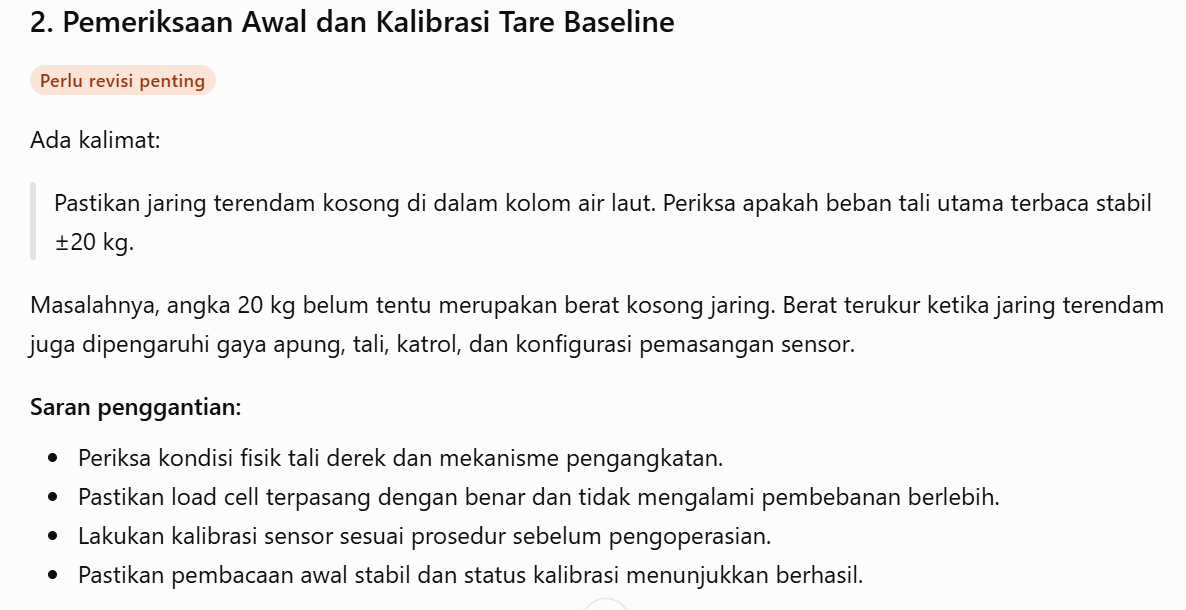 2. Pemeriksaan Awal dan Kalibrasi Tare Baseline
Perlu revisi penting
Ada kalimat:
Pastikan jaring terendam kosong di dalam kolom air laut. Periksa apakah beban tali utama terbaca stabil
±20 kg.
Masalahnya, angka 20 kg belum tentu merupakan berat kosong jaring. Berat terukur ketika jaring terendam
juga dipengaruhi gaya apung, tali, katrol, dan konfigurasi pemasangan sensor.
Saran penggantian:
• Periksa kondisi fisik tali derek dan mekanisme pengangkatan.
• Pastikan load cell terpasang dengan benar dan tidak mengalami pembebanan berlebih.
• Lakukan kalibrasi sensor sesuai prosedur sebelum pengoperasian.
• Pastikan pembacaan awal stabil dan status kalibrasi menunjukkan berhasil.